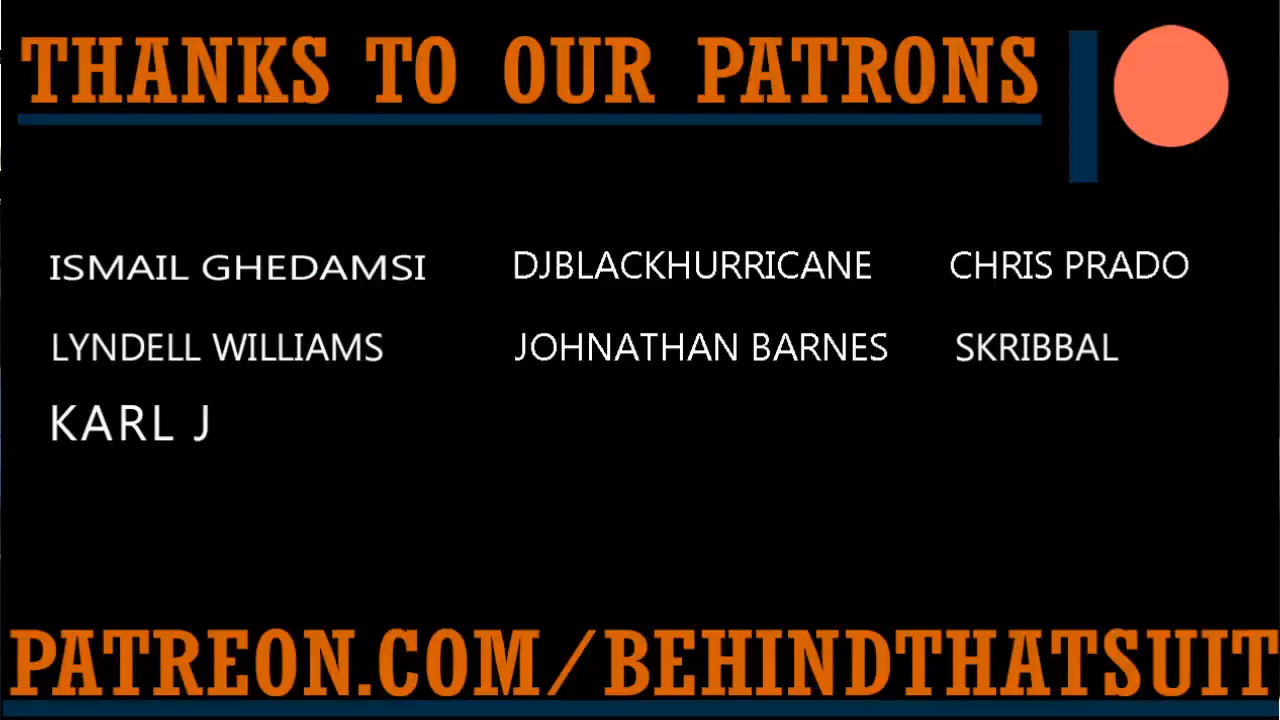 THANKS TO OUR PATRONS
ISMAIL GHEDAMSI DJBLACKHURRICANE CHRIS PRADO
LYNDELL WILLIAMS JOHNATHAN BARNES SKRIBBAL
KARL J
PATREON.COM/BEHINDTHATSUIT